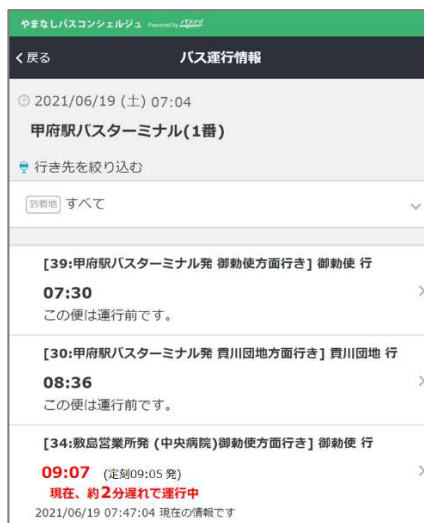 やまなしバスコンシェルジュ Powered by
戻る バス運行情報
2021/06/19 (土) 07:04
甲府駅バスターミナル(1番)
行き先を絞り込む
到着地 すべて
[39:甲府駅バスターミナル発 御勅使方面行き] 御勅使 行
07:30
この便は運行前です。
[30:甲府駅バスターミナル発 貢川団地方面行き] 貢川団地 行
08:36
この便は運行前です。
[34:敷島営業所発 (中央病院)御勅使方面行き] 御勅使 行
09:07 (定刻09:05 発)
現在、約2分遅れて運行中
2021/06/19 07:47:04 現在の情報です